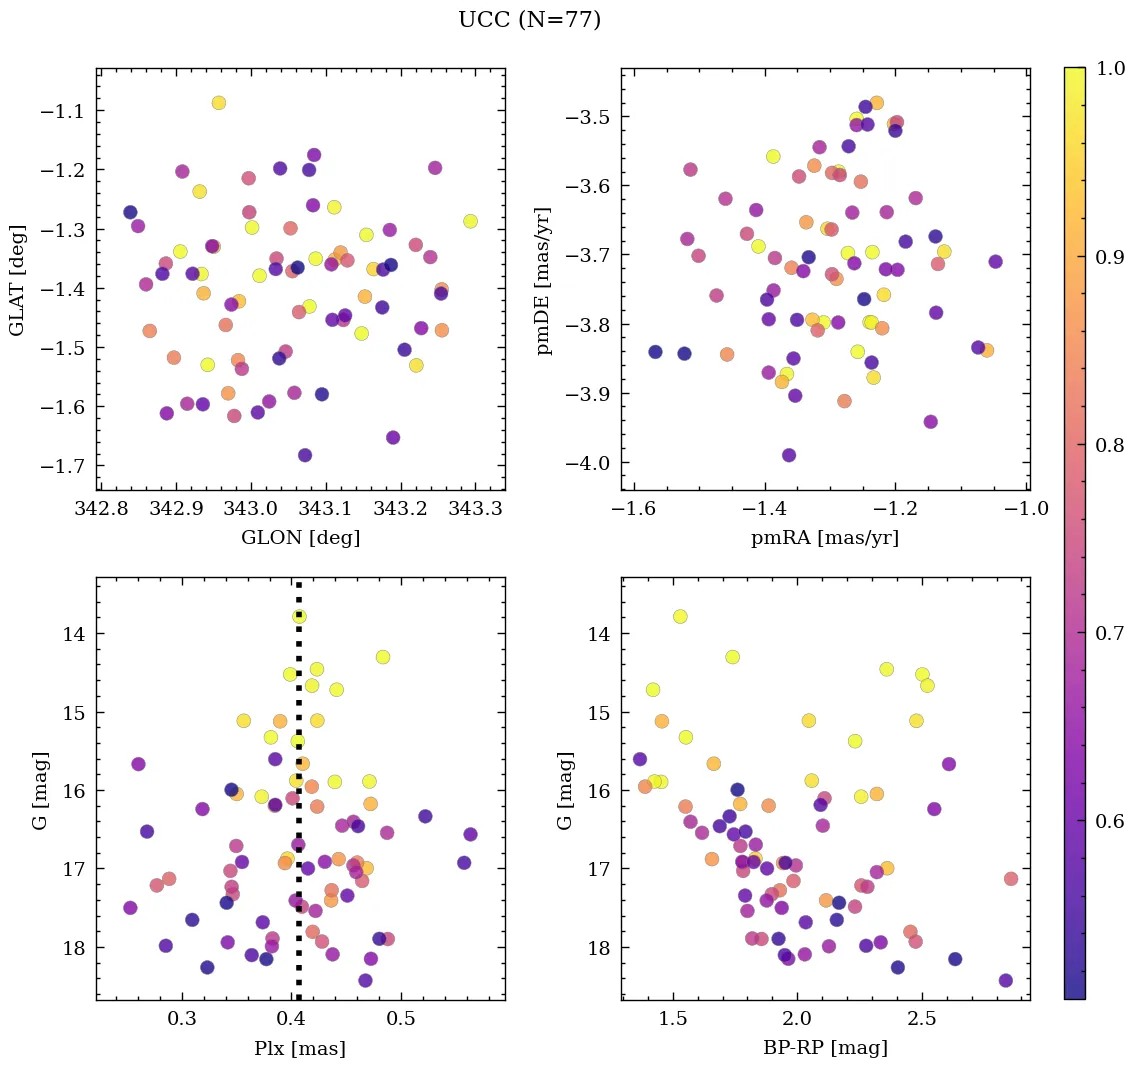 UCC (N=77)
−1.1
−1.2
−1.3
−1.4
−1.5
−1.6
−1.7
GLAT [deg]
342.8 342.9 343.0 343.1 343.2 343.3
GLON [deg]
−3.5
−3.6
−3.7
−3.8
−3.9
−4.0
pmDE [mas/yr]
−1.6 −1.4 −1.2 −1.0
pmRA [mas/yr]
14
15
16
17
18
G [mag]
0.3 0.4 0.5
Plx [mas]
14
15
16
17
18
G [mag]
1.5 2.0 2.5
BP-RP [mag]
1.0
0.9
0.8
0.7
0.6